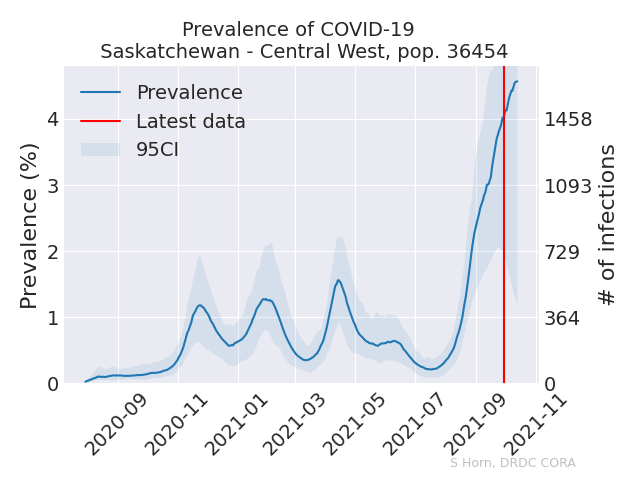 Prevalence of COVID-19
Saskatchewan - Central West, pop. 36454
Prevalence
Latest data
95CI
Prevalence (%)
4
3
2
1
0
1458
1093
729
364
0
# of infections
2020-09
2020-11
2021-01
2021-03
2021-05
2021-07
2021-09
2021-11
S Horn, DRDC CORA